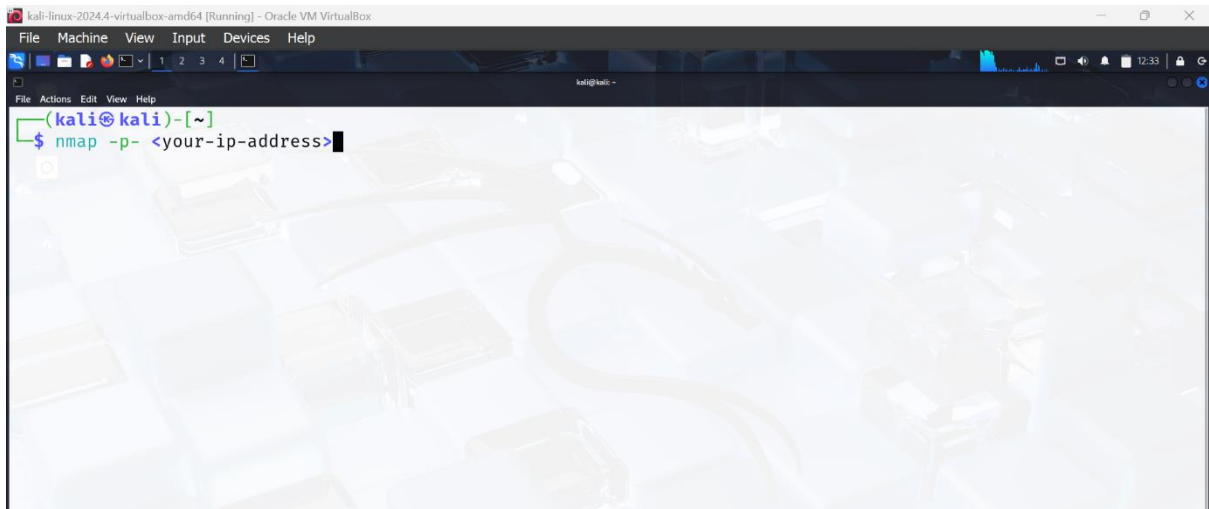 kali-linux-2024.4-virtualbox-amd64 [Running] - Oracle VM VirtualBox
File Machine View Input Devices Help
1 2 3 4 12:33
kali@kali: ~
File Actions Edit View Help
(kali㉿kali)-[~]
$ nmap -p- <your-ip-address>